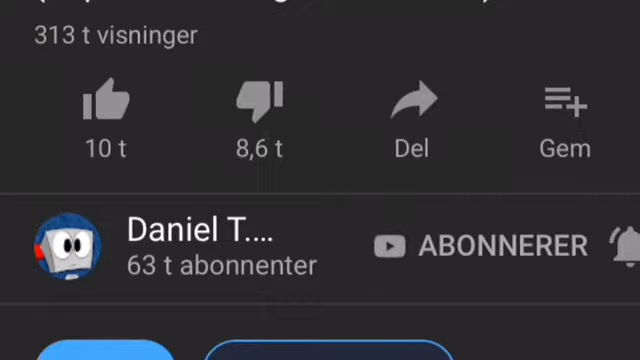 313 t visninger
10 t
8,6 t
Del
Gem
Daniel T....
ABONNERER
63 t abonnenter